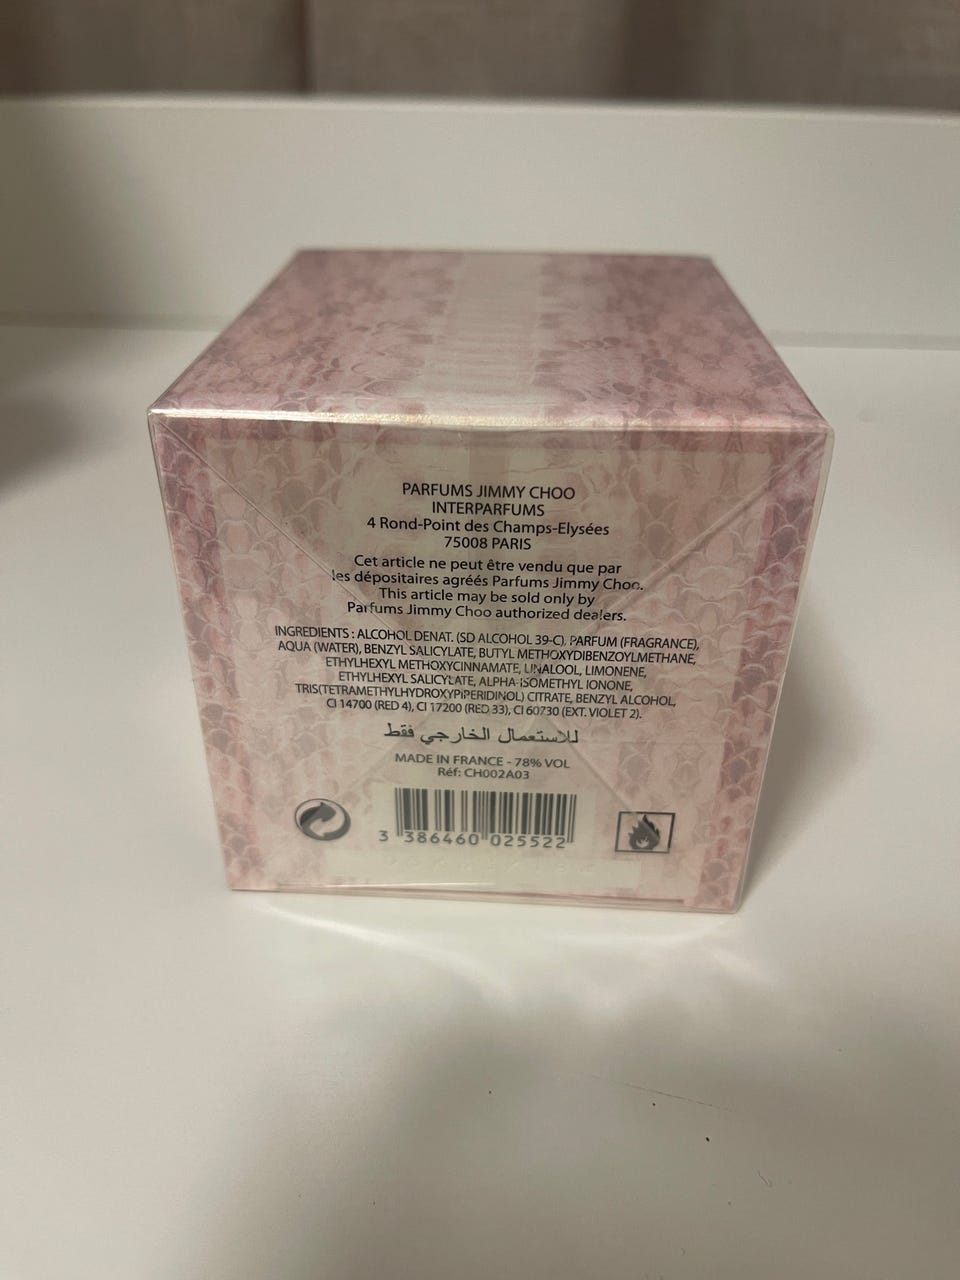 PARFUMS JIMMY CHOO
INTERPARFUMS
4 Rond-Point des Champs-Elysées
75008 PARIS
Cet article ne peut être vendu que par
les dépositaires agréés Parfums Jimmy Choo.
This article may be sold only by
Parfums Jimmy Choo authorized dealers.
INGREDIENTS : ALCOHOL DENAT. (SD ALCOHOL 39-C), PARFUM (FRAGRANCE),
AQUA (WATER), BENZYL SALICYLATE, BUTYL METHOXYDIBENZOYLMETHANE,
ETHYLHEXYL METHOXYCINNAMATE, LINALOOL, LIMONENE,
ETHYLHEXYL SALICYLATE, ALPHA-ISOMETHYL IONONE,
TRIS(TETRAMETHYLHYDROXYPIPERIDINOL) CITRATE, BENZYL ALCOHOL,
CI 14700 (RED 4), CI 17200 (RED 33), CI 60730 (EXT. VIOLET 2).
للاستعمال الخارجي فقط
MADE IN FRANCE - 78% VOL
Réf: CH002A03
3 386460 025522